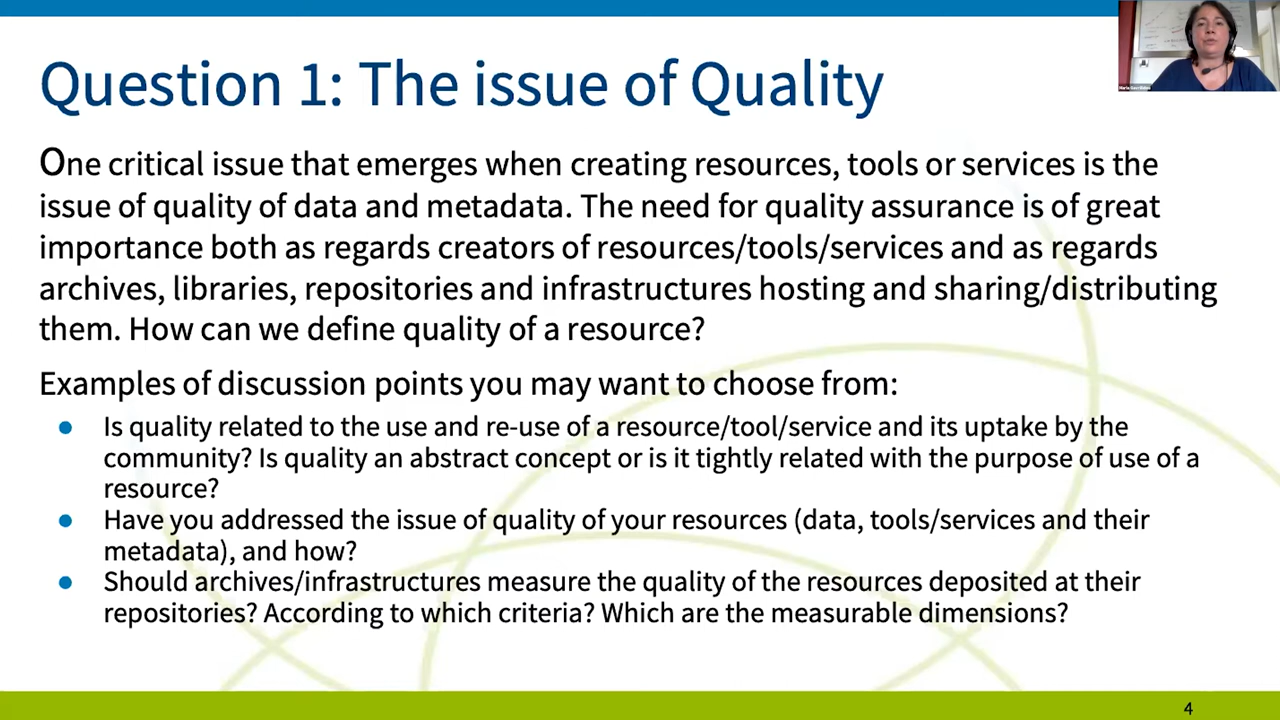 Question 1: The issue of Quality
One critical issue that emerges when creating resources, tools or services is the
issue of quality of data and metadata. The need for quality assurance is of great
importance both as regards creators of resources/tools/services and as regards
archives, libraries, repositories and infrastructures hosting and sharing/distributing
them. How can we define quality of a resource?
Examples of discussion points you may want to choose from:
● Is quality related to the use and re-use of a resource/tool/service and its uptake by the
community? Is quality an abstract concept or is it tightly related with the purpose of use of a
resource?
● Have you addressed the issue of quality of your resources (data, tools/services and their
metadata), and how?
● Should archives/infrastructures measure the quality of the resources deposited at their
repositories? According to which criteria? Which are the measurable dimensions?
4